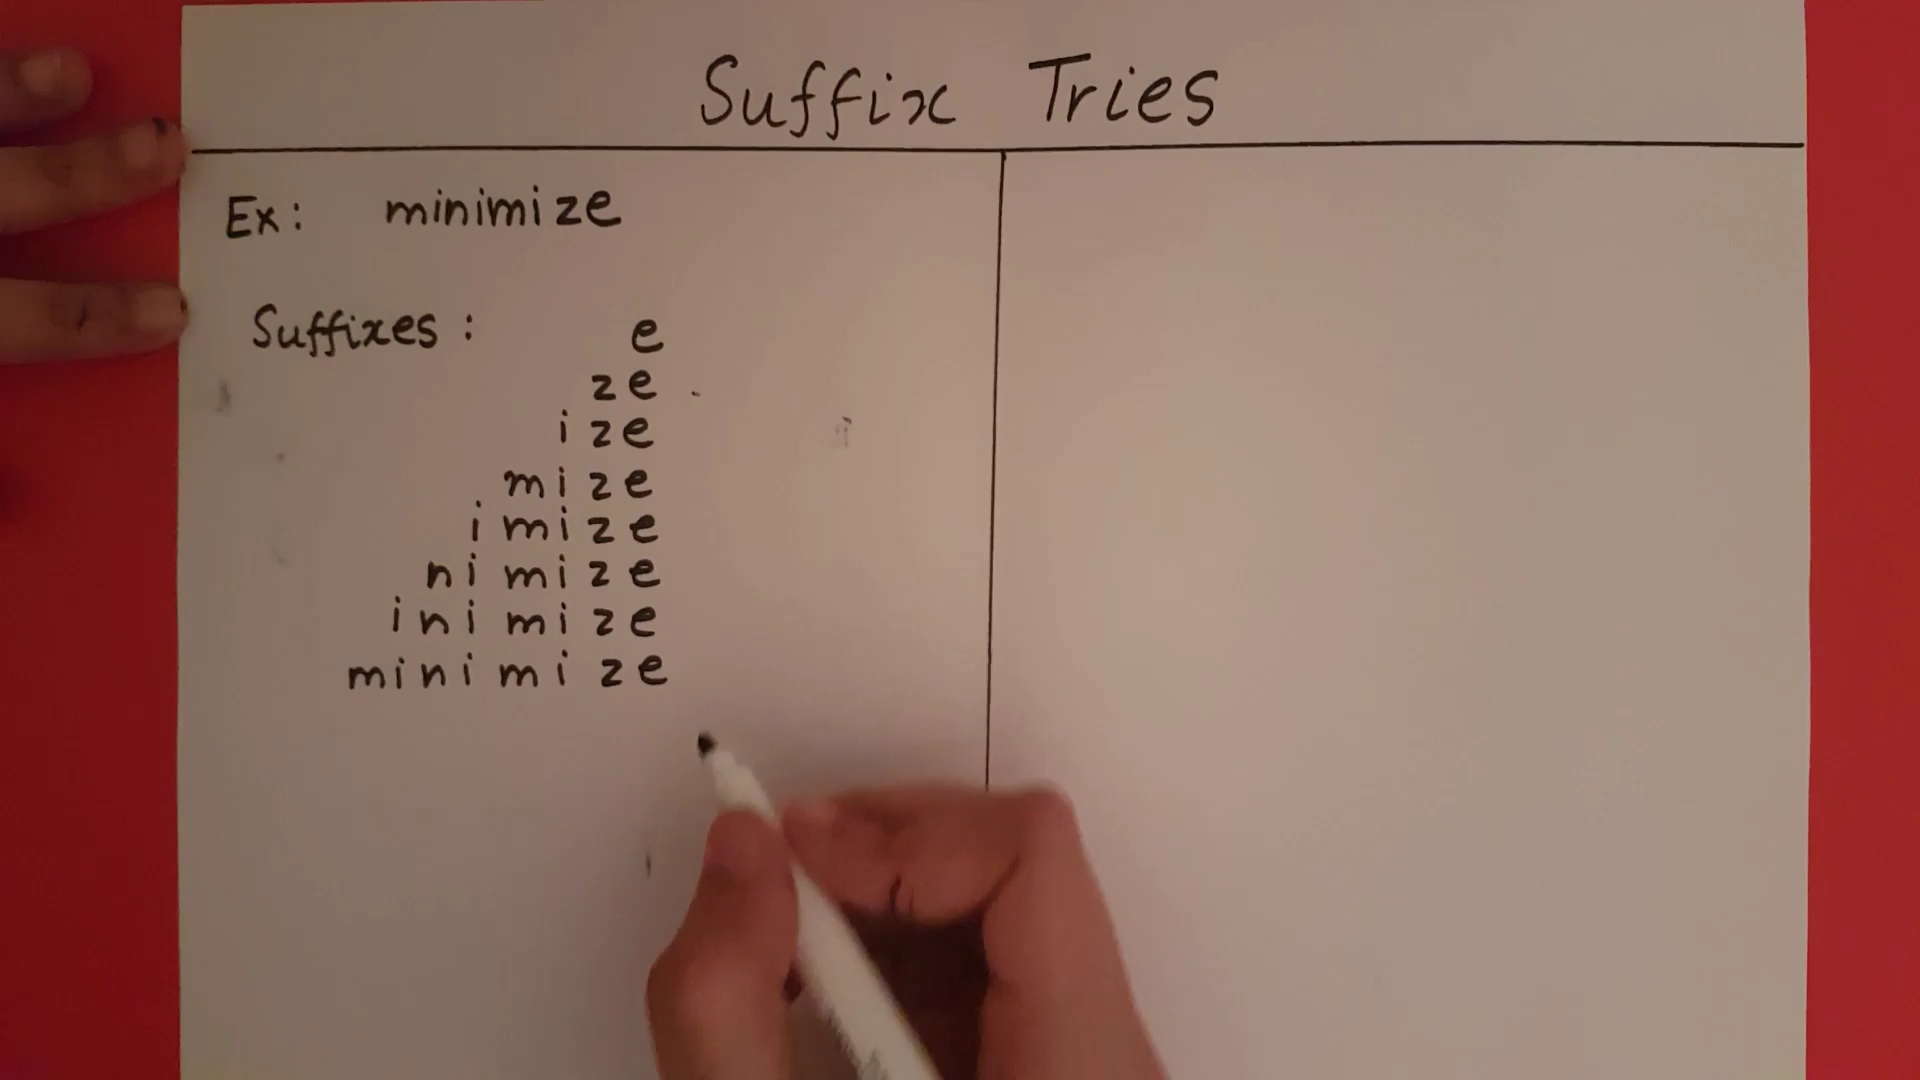 Suffix Tries
Ex: minimize
Suffixes: e
ze
ize
mize
imize
nimize
inimize
minimize